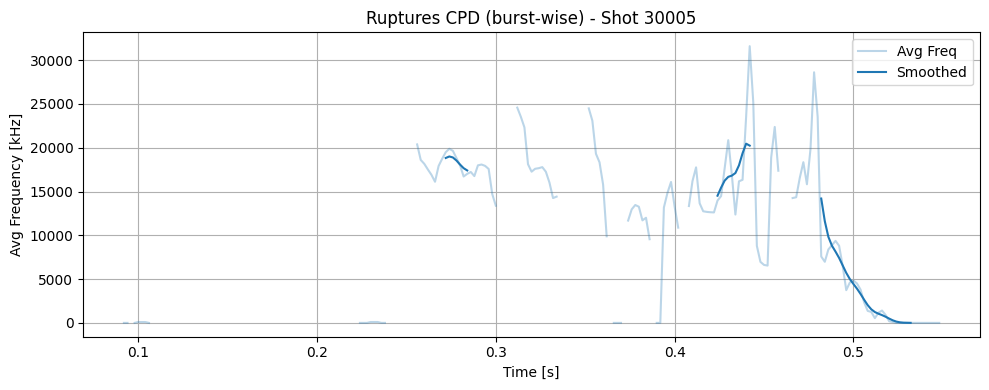 Ruptures CPD (burst-wise) - Shot 30005
Avg Freq
Smoothed
Avg Frequency [kHz]
30000
25000
20000
15000
10000
5000
0
0.1
0.2
0.3
0.4
0.5
Time [s]